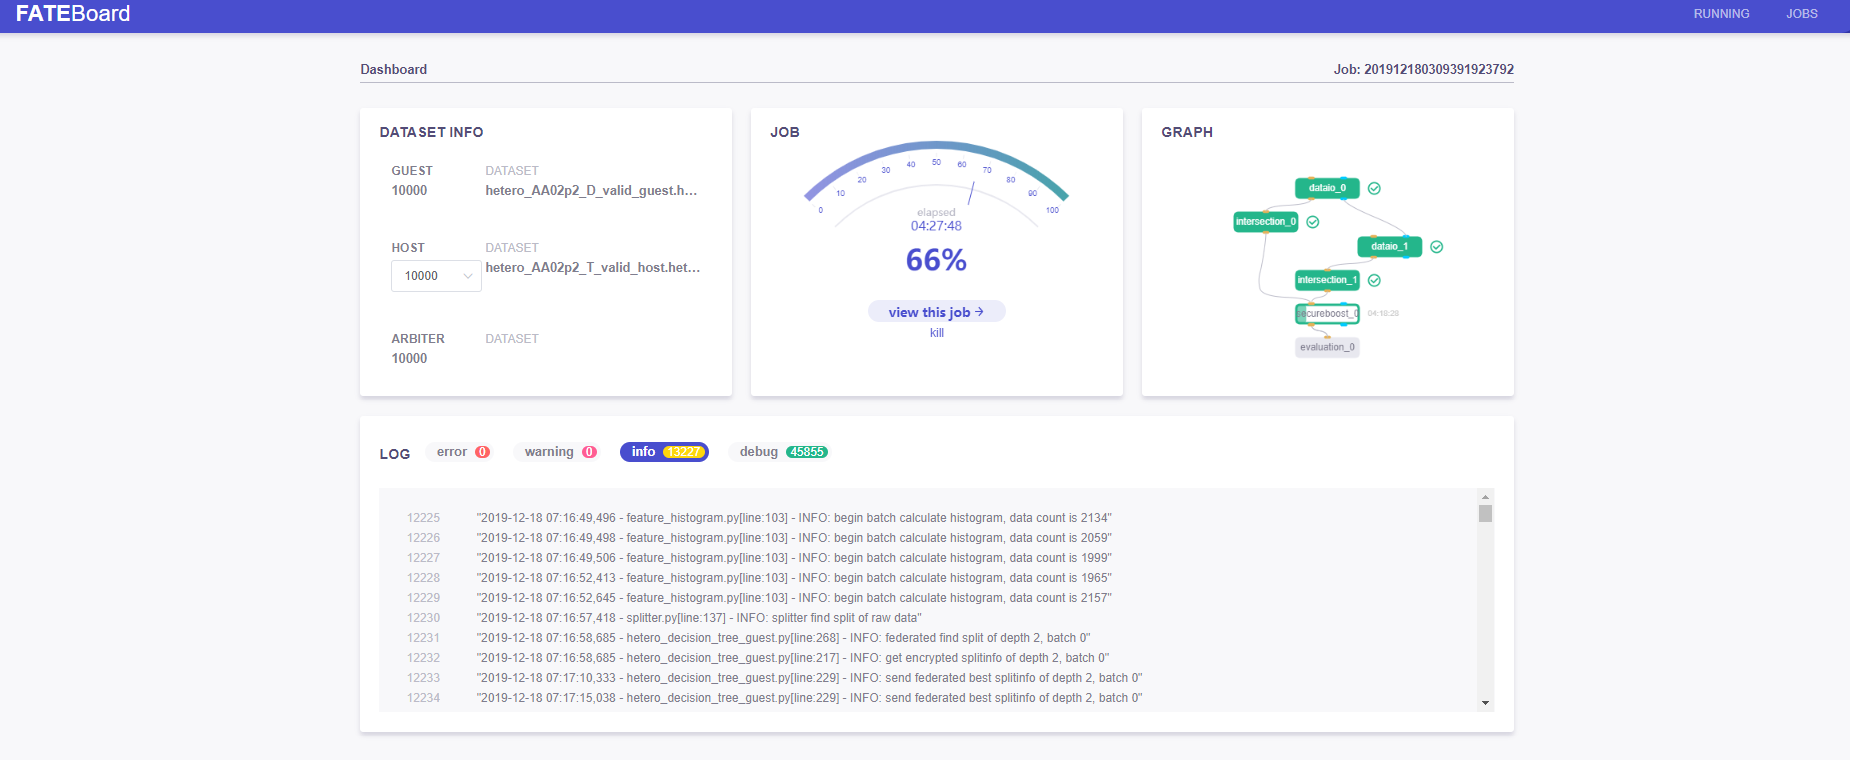 FATEBoard
RUNNING JOBS
Dashboard
Job: 201912180309391923792
DATASET INFO
GUEST DATASET
10000 hetero_AA02p2_D_valid_guest.h...
HOST DATASET
10000 hetero_AA02p2_T_valid_host.het...
ARBITER DATASET
10000
JOB
0 10 20 30 40 50 60 70 80 90 100
elapsed
04:27:48
66%
view this job →
kill
GRAPH
dataio_0
intersection_0
dataio_1
intersection_1
secureboost_0 04:18:28
evaluation_0
LOG error 0 warning 0 info 13227 debug 45855
12225 "2019-12-18 07:16:49,496 - feature_histogram.py[line:103] - INFO: begin batch calculate histogram, data count is 2134"
12226 "2019-12-18 07:16:49,498 - feature_histogram.py[line:103] - INFO: begin batch calculate histogram, data count is 2059"
12227 "2019-12-18 07:16:49,506 - feature_histogram.py[line:103] - INFO: begin batch calculate histogram, data count is 1999"
12228 "2019-12-18 07:16:52,413 - feature_histogram.py[line:103] - INFO: begin batch calculate histogram, data count is 1965"
12229 "2019-12-18 07:16:52,645 - feature_histogram.py[line:103] - INFO: begin batch calculate histogram, data count is 2157"
12230 "2019-12-18 07:16:57,418 - splitter.py[line:137] - INFO: splitter find split of raw data"
12231 "2019-12-18 07:16:58,685 - hetero_decision_tree_guest.py[line:268] - INFO: federated find split of depth 2, batch 0"
12232 "2019-12-18 07:16:58,685 - hetero_decision_tree_guest.py[line:217] - INFO: get encrypted splitinfo of depth 2, batch 0"
12233 "2019-12-18 07:17:10,333 - hetero_decision_tree_guest.py[line:229] - INFO: send federated best splitinfo of depth 2, batch 0"
12234 "2019-12-18 07:17:15,038 - hetero_decision_tree_guest.py[line:229] - INFO: send federated best splitinfo of depth 2, batch 0"